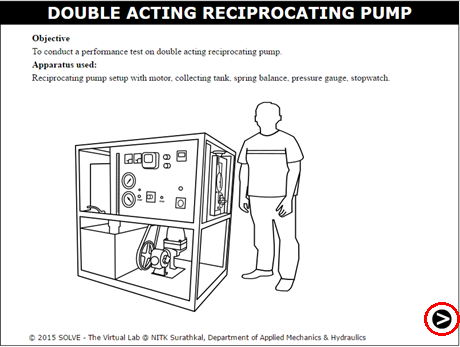 DOUBLE ACTING RECIPROCATING PUMP
Objective
To conduct a performance test on double acting reciprocating pump.
Apparatus used:
Reciprocating pump setup with motor, collecting tank, spring balance, pressure gauge, stopwatch.
© 2015 SOLVE - The Virtual Lab @ NITK Surathkal, Department of Applied Mechanics & Hydraulics